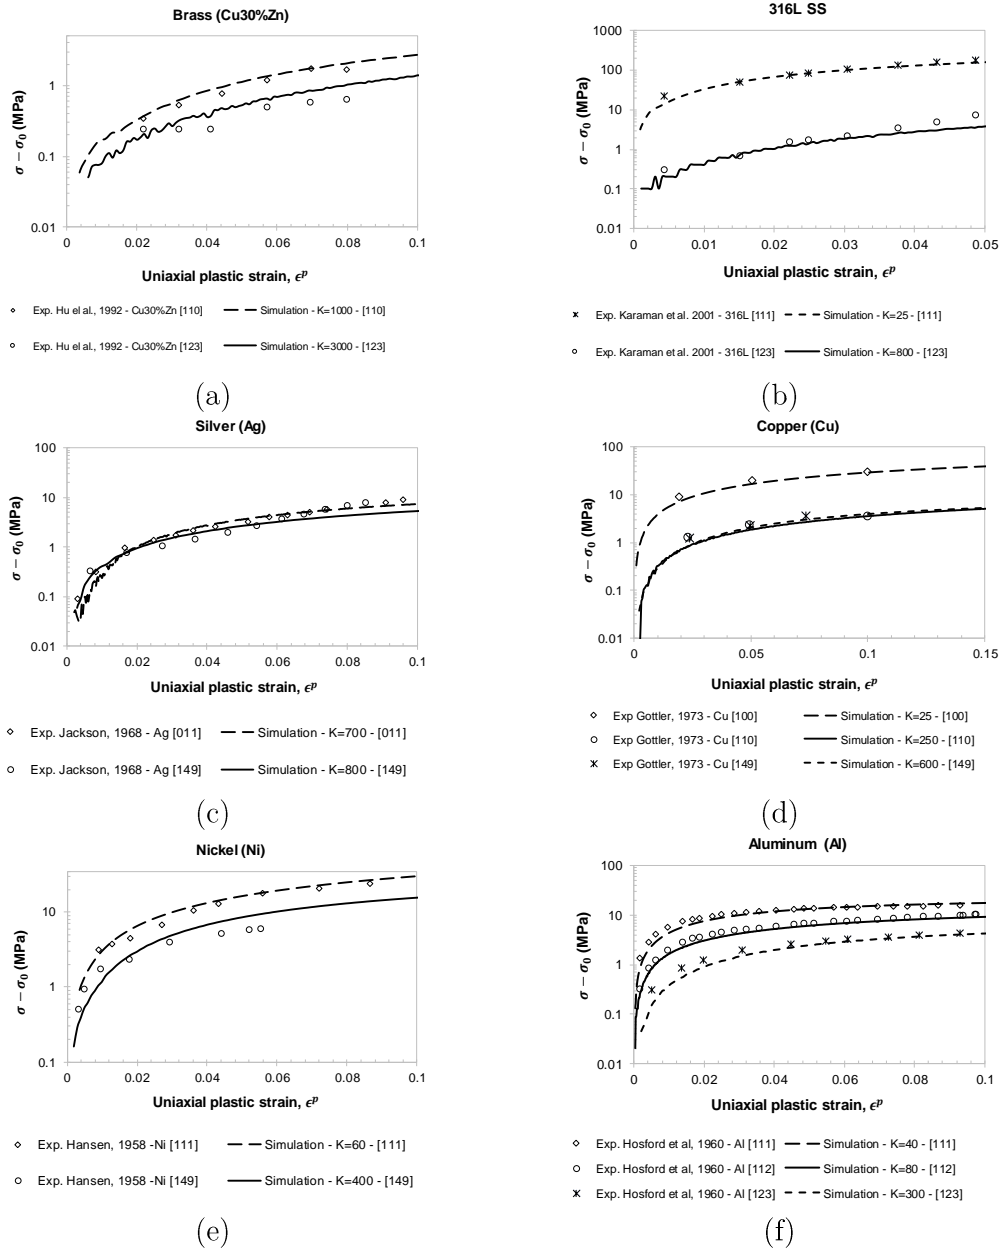 Brass (Cu30%Zn)
σ − σ₀ (MPa)
1
0.1
0.01
0 0.02 0.04 0.06 0.08 0.1
Uniaxial plastic strain, ϵᵖ
Exp. Hu el al., 1992 - Cu30%Zn [110] Simulation - K=1000 - [110]
Exp. Hu et al., 1992 - Cu30%Zn [123] Simulation - K=3000 - [123]
(a)
316L SS
σ − σ₀ (MPa)
1000
100
10
1
0.1
0.01
0 0.01 0.02 0.03 0.04 0.05
Uniaxial plastic strain, ϵᵖ
Exp. Karaman et al. 2001 - 316L [111] Simulation - K=25 - [111]
Exp. Karaman et al. 2001 - 316L [123] Simulation - K=800 - [123]
(b)
Silver (Ag)
σ − σ₀ (MPa)
100
10
1
0.1
0.01
0 0.02 0.04 0.06 0.08 0.1
Uniaxial plastic strain, ϵᵖ
Exp. Jackson, 1968 - Ag [011] Simulation - K=700 - [011]
Exp. Jackson, 1968 - Ag [149] Simulation - K=800 - [149]
(c)
Copper (Cu)
σ − σ₀ (MPa)
100
10
1
0.1
0.01
0 0.05 0.1 0.15
Uniaxial plastic strain, ϵᵖ
Exp Gottler, 1973 - Cu [100] Simulation - K=25 - [100]
Exp Gottler, 1973 - Cu [110] Simulation - K=250 - [110]
Exp Gottler, 1973 - Cu [149] Simulation - K=600 - [149]
(d)
Nickel (Ni)
σ − σ₀ (MPa)
10
1
0.1
0 0.02 0.04 0.06 0.08 0.1
Uniaxial plastic strain, ϵᵖ
Exp. Hansen, 1958 -Ni [111] Simulation - K=60 - [111]
Exp. Hansen, 1958 -Ni [149] Simulation - K=400 - [149]
(e)
Aluminum (Al)
σ − σ₀ (MPa)
100
10
1
0.1
0.01
0 0.02 0.04 0.06 0.08 0.1
Uniaxial plastic strain, ϵᵖ
Exp. Hosford et al, 1960 - Al [111] Simulation - K=40 - [111]
Exp. Hosford et al, 1960 - Al [112] Simulation - K=80 - [112]
Exp. Hosford et al, 1960 - Al [123] Simulation - K=300 - [123]
(f)